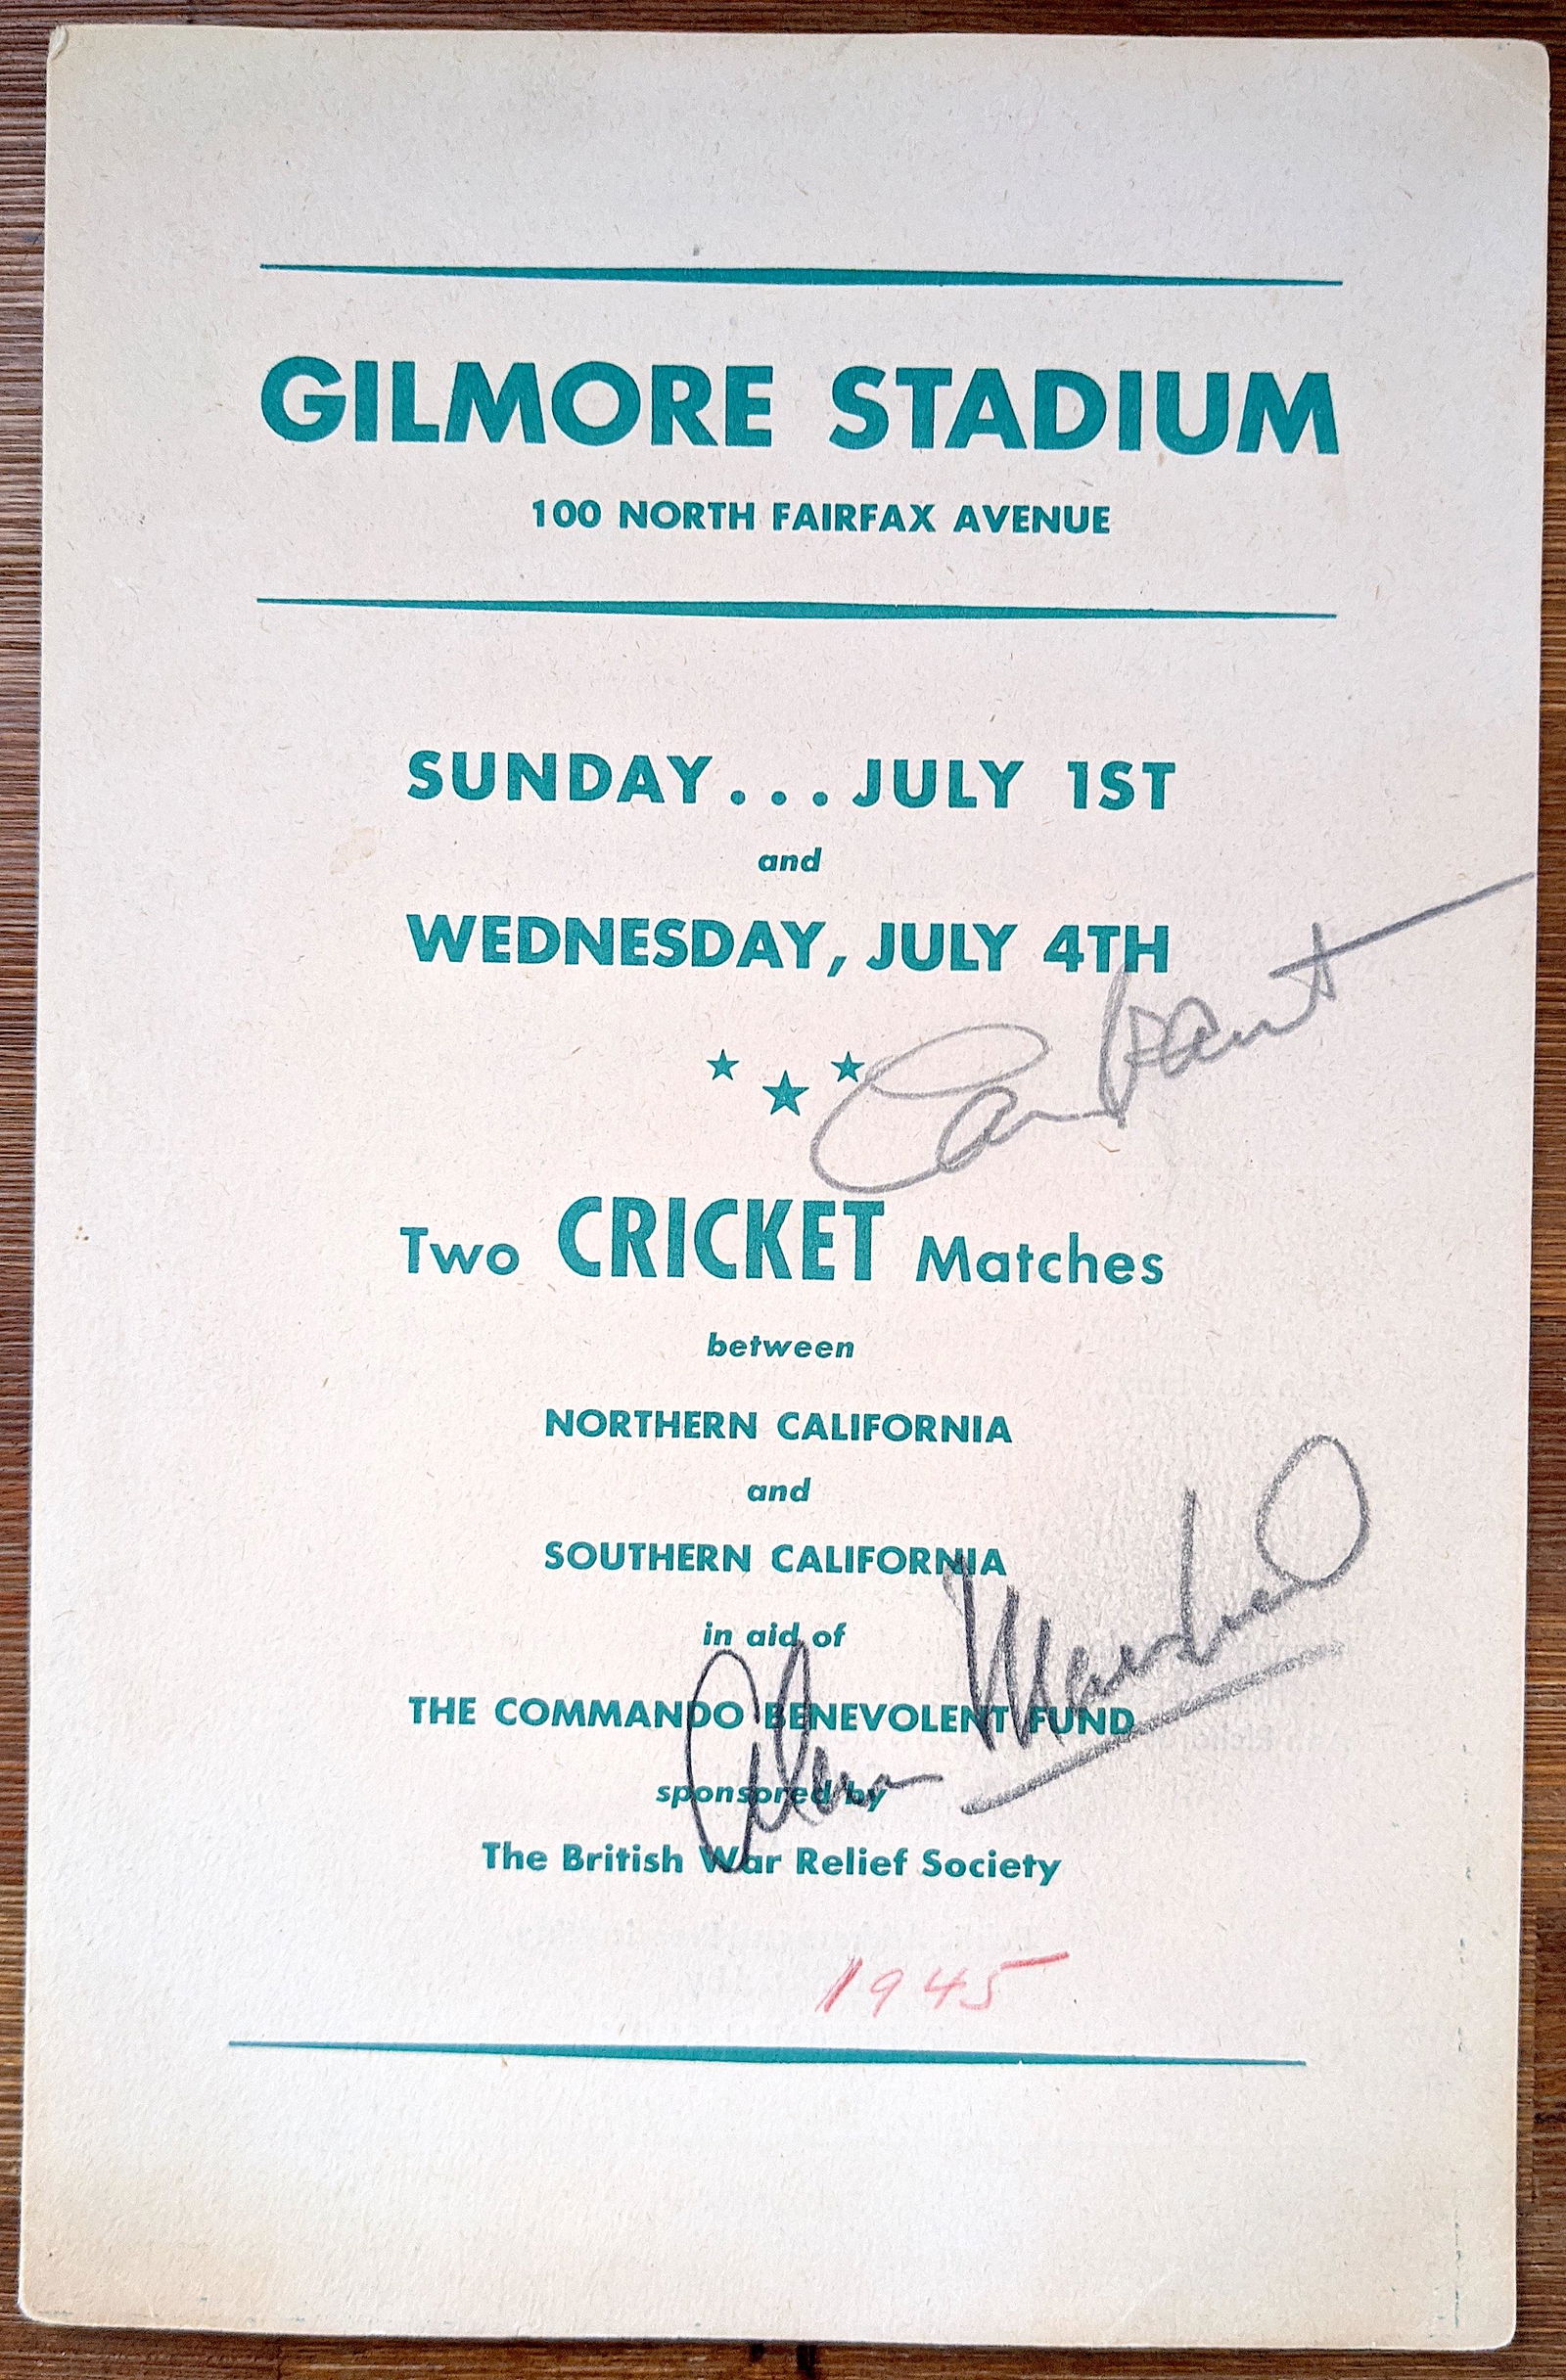 GILMORE STADIUM
100 NORTH FAIRFAX AVENUE
SUNDAY... JULY 1ST
and
WEDNESDAY, JULY 4TH
Two CRICKET Matches
between
NORTHERN CALIFORNIA
and
SOUTHERN CALIFORNIA
in aid of
THE COMMANDO BENEVOLENT FUND
sponsored by
The British War Relief Society
1945